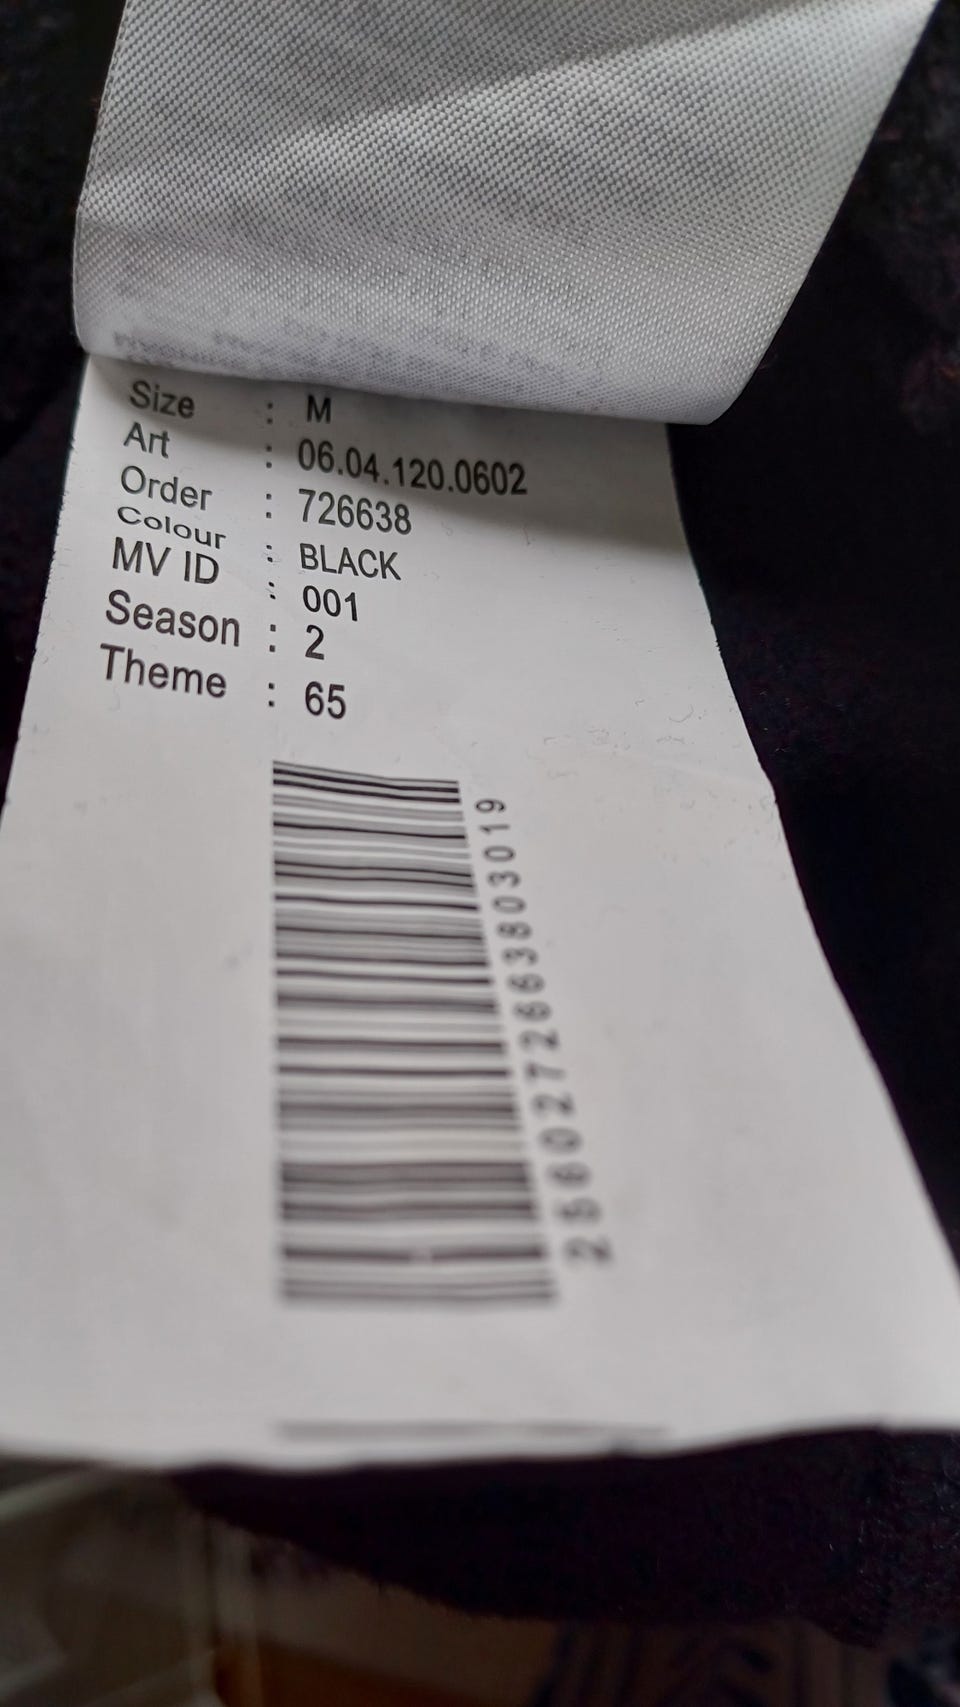 Size : M
Art : 06.04.120.0602
Order : 726638
Colour : BLACK
MV ID : 001
Season : 2
Theme : 65
2560272663803019